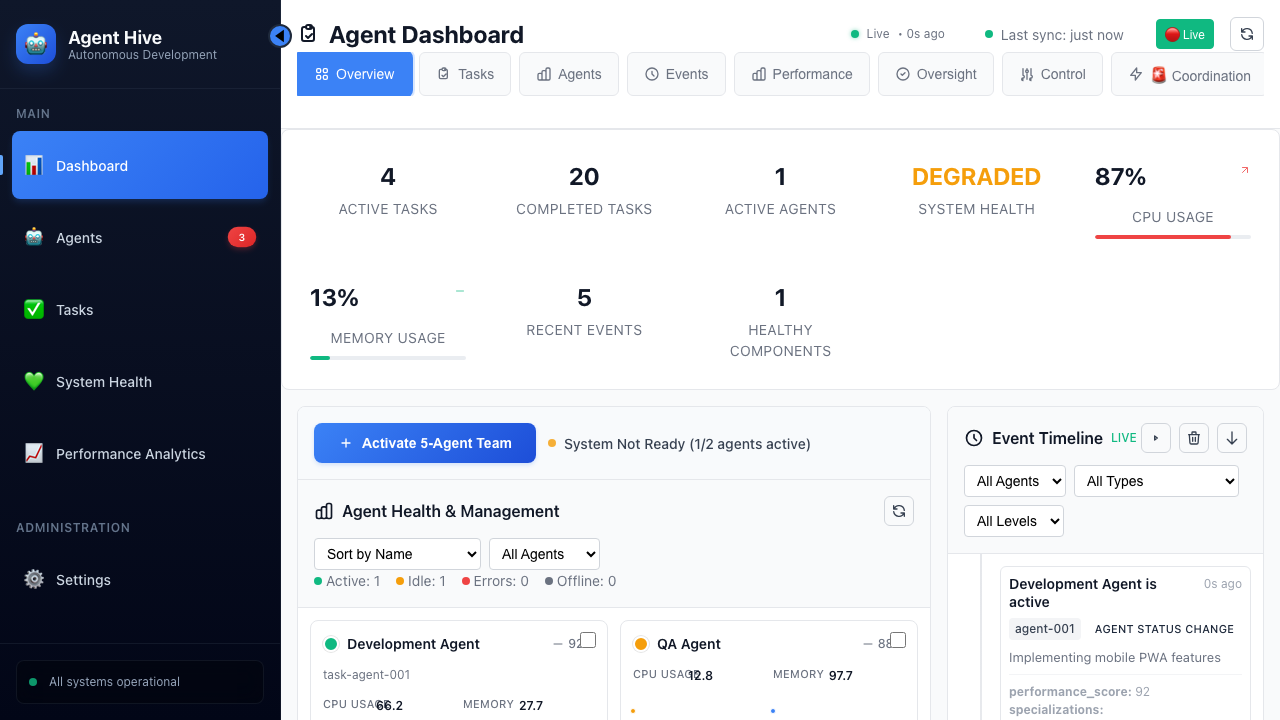 Agent Hive
Autonomous Development
MAIN
Dashboard
Agents
3
Tasks
System Health
Performance Analytics
ADMINISTRATION
Settings
All systems operational
Agent Dashboard
Live • 0s ago
Last sync: just now
Live
Overview
Tasks
Agents
Events
Performance
Oversight
Control
Coordination
4
ACTIVE TASKS
20
COMPLETED TASKS
1
ACTIVE AGENTS
DEGRADED
SYSTEM HEALTH
87%
CPU USAGE
13%
MEMORY USAGE
5
RECENT EVENTS
1
HEALTHY
COMPONENTS
Activate 5-Agent Team
System Not Ready (1/2 agents active)
Agent Health & Management
Sort by Name
All Agents
Active: 1 Idle: 1 Errors: 0 Offline: 0
Development Agent
— 92
task-agent-001
CPU USAGE 66.2
MEMORY 27.7
QA Agent
— 88
CPU USAGE 12.8
MEMORY 97.7
Event Timeline LIVE
All Agents
All Types
All Levels
Development Agent is
active
0s ago
agent-001
AGENT STATUS CHANGE
Implementing mobile PWA features
performance_score: 92
specializations: